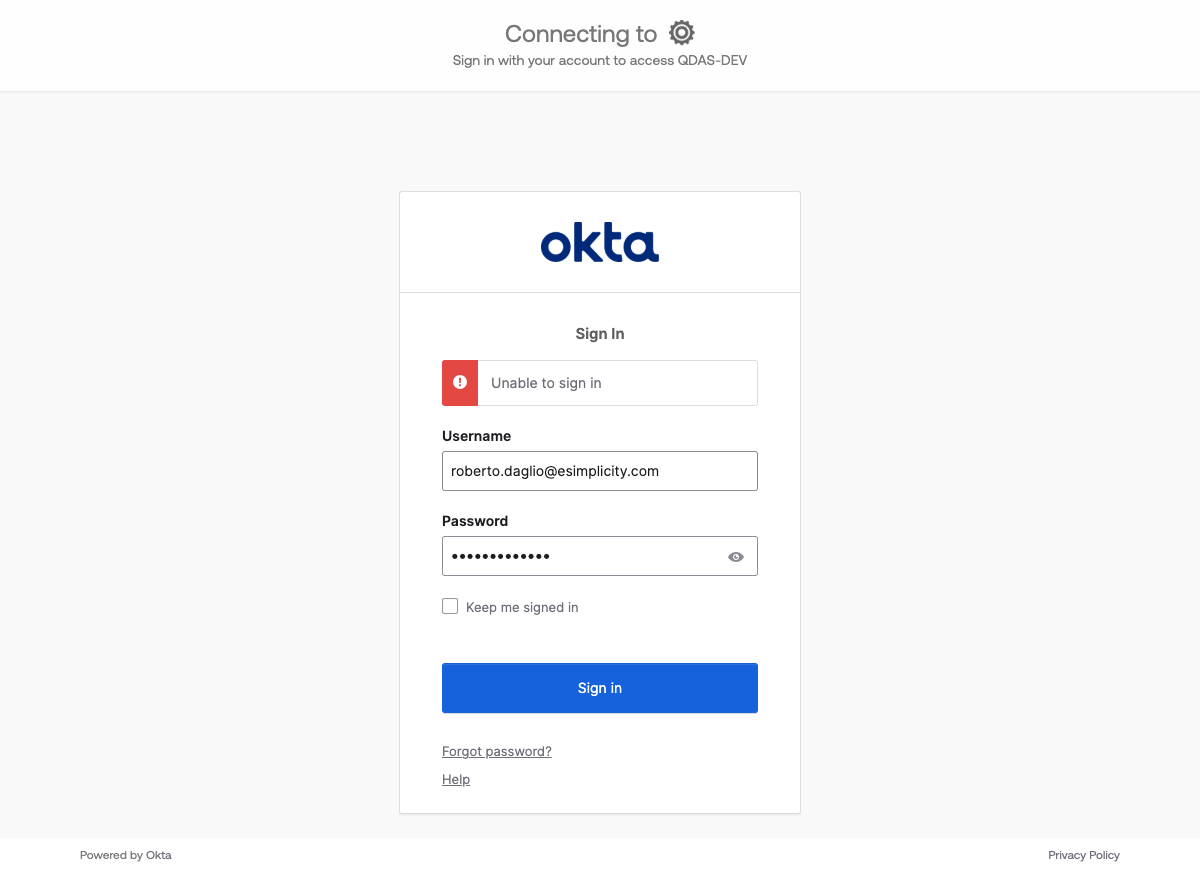 Connecting to
Sign in with your account to access QDAS-DEV
okta
Sign In
Unable to sign in
Username
roberto.daglio@esimplicity.com
Password
•••••••••••••
Keep me signed in
Sign in
Forgot password?
Help
Powered by Okta
Privacy Policy